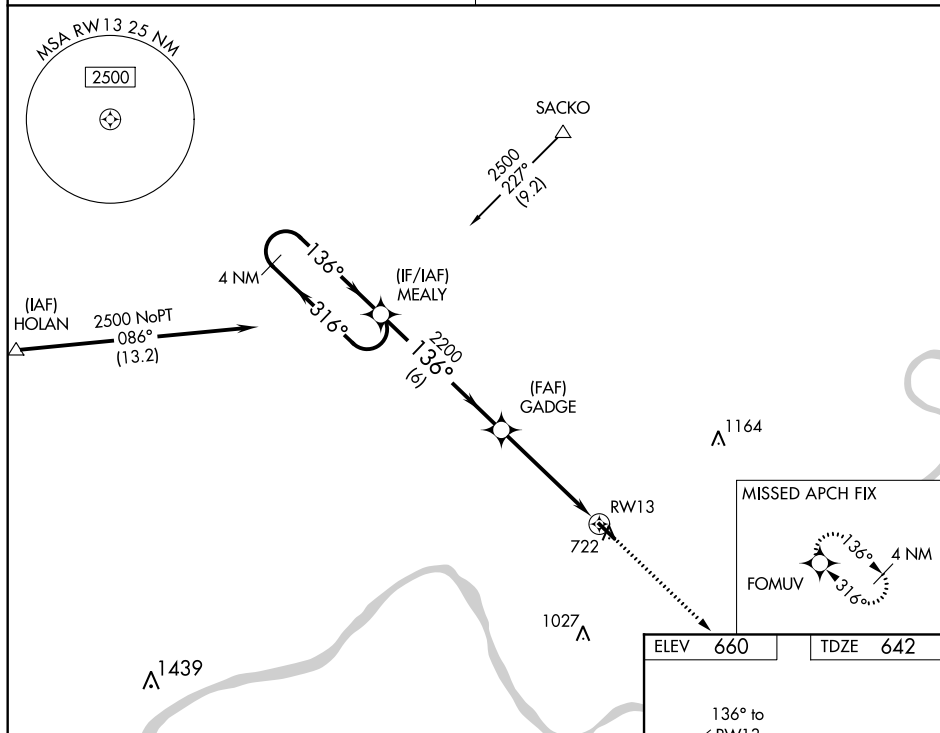 MSA RW13 25 NM
2500
SACKO
2500
227°
(9.2)
136°
4 NM
316°
(IF/IAF)
MEALY
(IAF)
HOLAN
2500 NoPT
086°
(13.2)
2200
136°
(6)
(FAF)
GADGE
1164
RW13
722
MISSED APCH FIX
136°
4 NM
FOMUV
316°
1027
1439
ELEV 660
TDZE 642
136° to
RW13